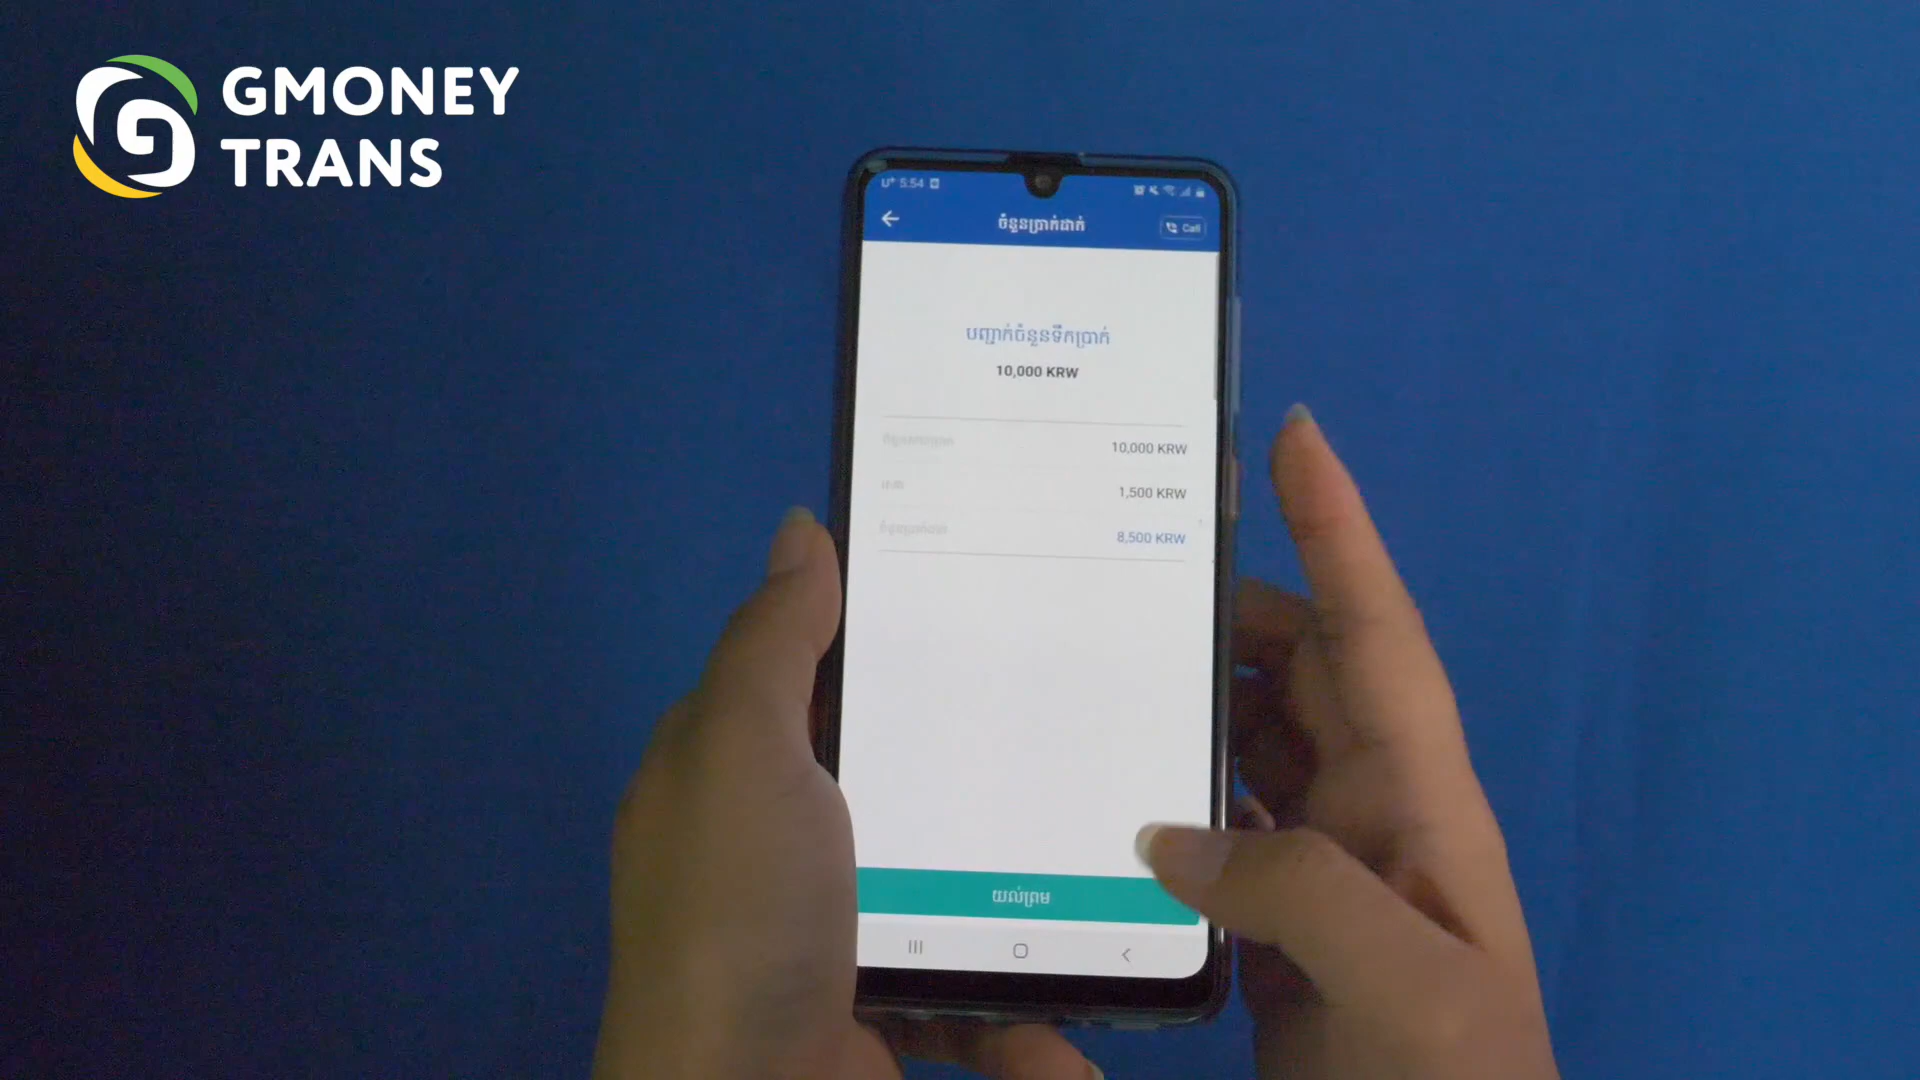 GMONEY
TRANS
U+ 5:54
ចំនួនប្រាក់ដាក់
Call
បញ្ជាក់ចំនួនទឹកប្រាក់
10,000 KRW
10,000 KRW
1,500 KRW
8,500 KRW
យល់ព្រម